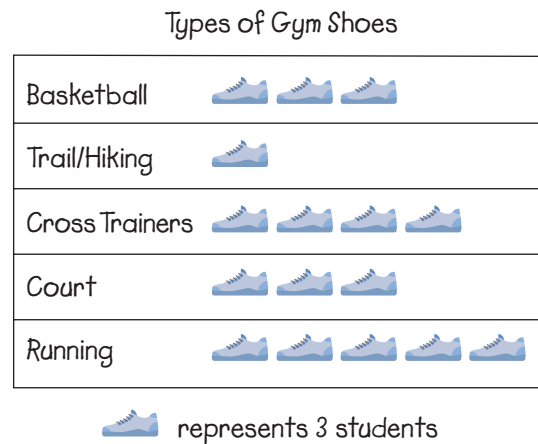 Types of Gym Shoes
Basketball
Trail/Hiking
Cross Trainers
Court
Running
represents 3 students